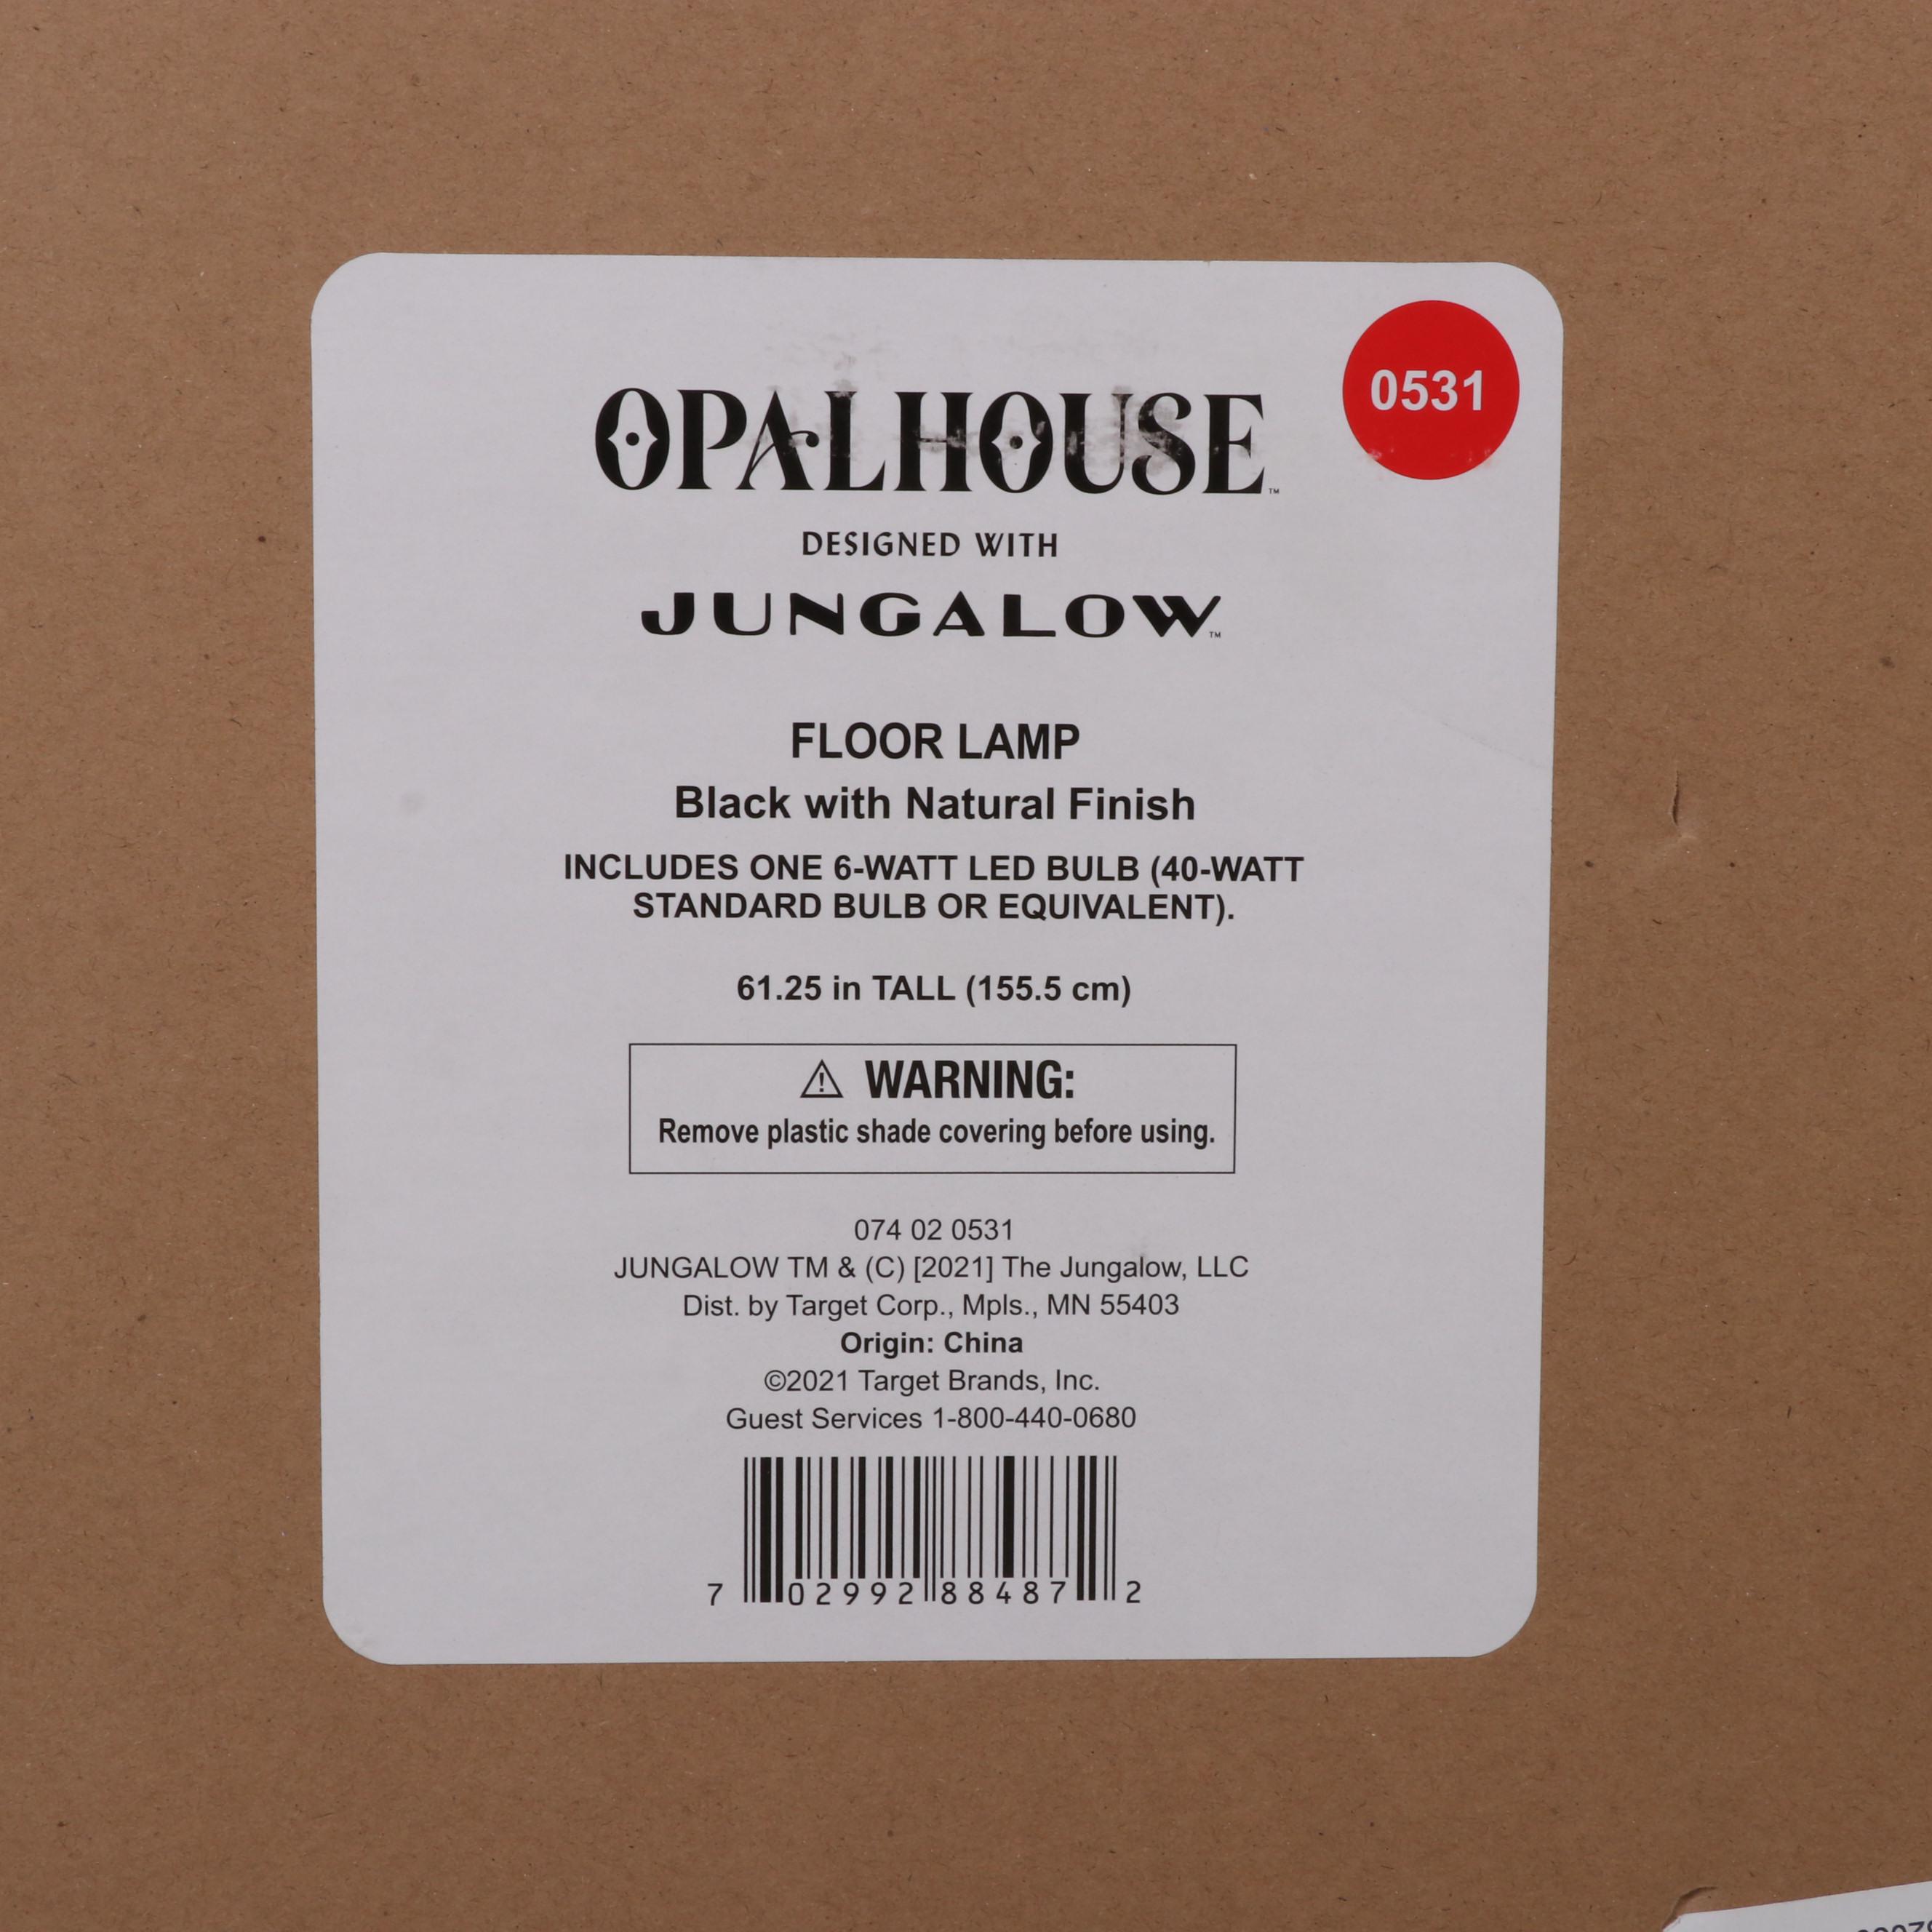 0531
OPALHOUSE™
DESIGNED WITH
JUNGALOW™
FLOOR LAMP
Black with Natural Finish
INCLUDES ONE 6-WATT LED BULB (40-WATT
STANDARD BULB OR EQUIVALENT).
61.25 in TALL (155.5 cm)
⚠ WARNING:
Remove plastic shade covering before using.
074 02 0531
JUNGALOW TM & (C) [2021] The Jungalow, LLC
Dist. by Target Corp., Mpls., MN 55403
Origin: China
©2021 Target Brands, Inc.
Guest Services 1-800-440-0680
7 02992 88487 2